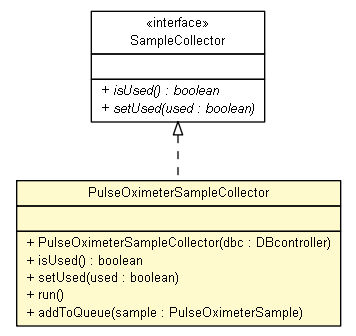 «interface»
SampleCollector
+ isUsed() : boolean
+ setUsed(used : boolean)
PulseOximeterSampleCollector
+ PulseOximeterSampleCollector(dbc : DBcontroller)
+ isUsed() : boolean
+ setUsed(used : boolean)
+ run()
+ addToQueue(sample : PulseOximeterSample)